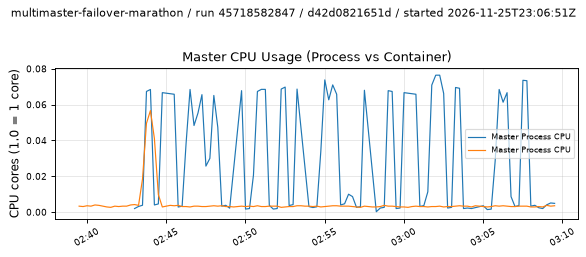 multimaster-failover-marathon / run 45718582847 / d42d0821651d / started 2026-11-25T23:06:51Z
Master CPU Usage (Process vs Container)
CPU cores (1.0 = 1 core)
0.08
0.06
0.04
0.02
0.00
Master Process CPU
Master Process CPU
02:40
02:45
02:50
02:55
03:00
03:05
03:10